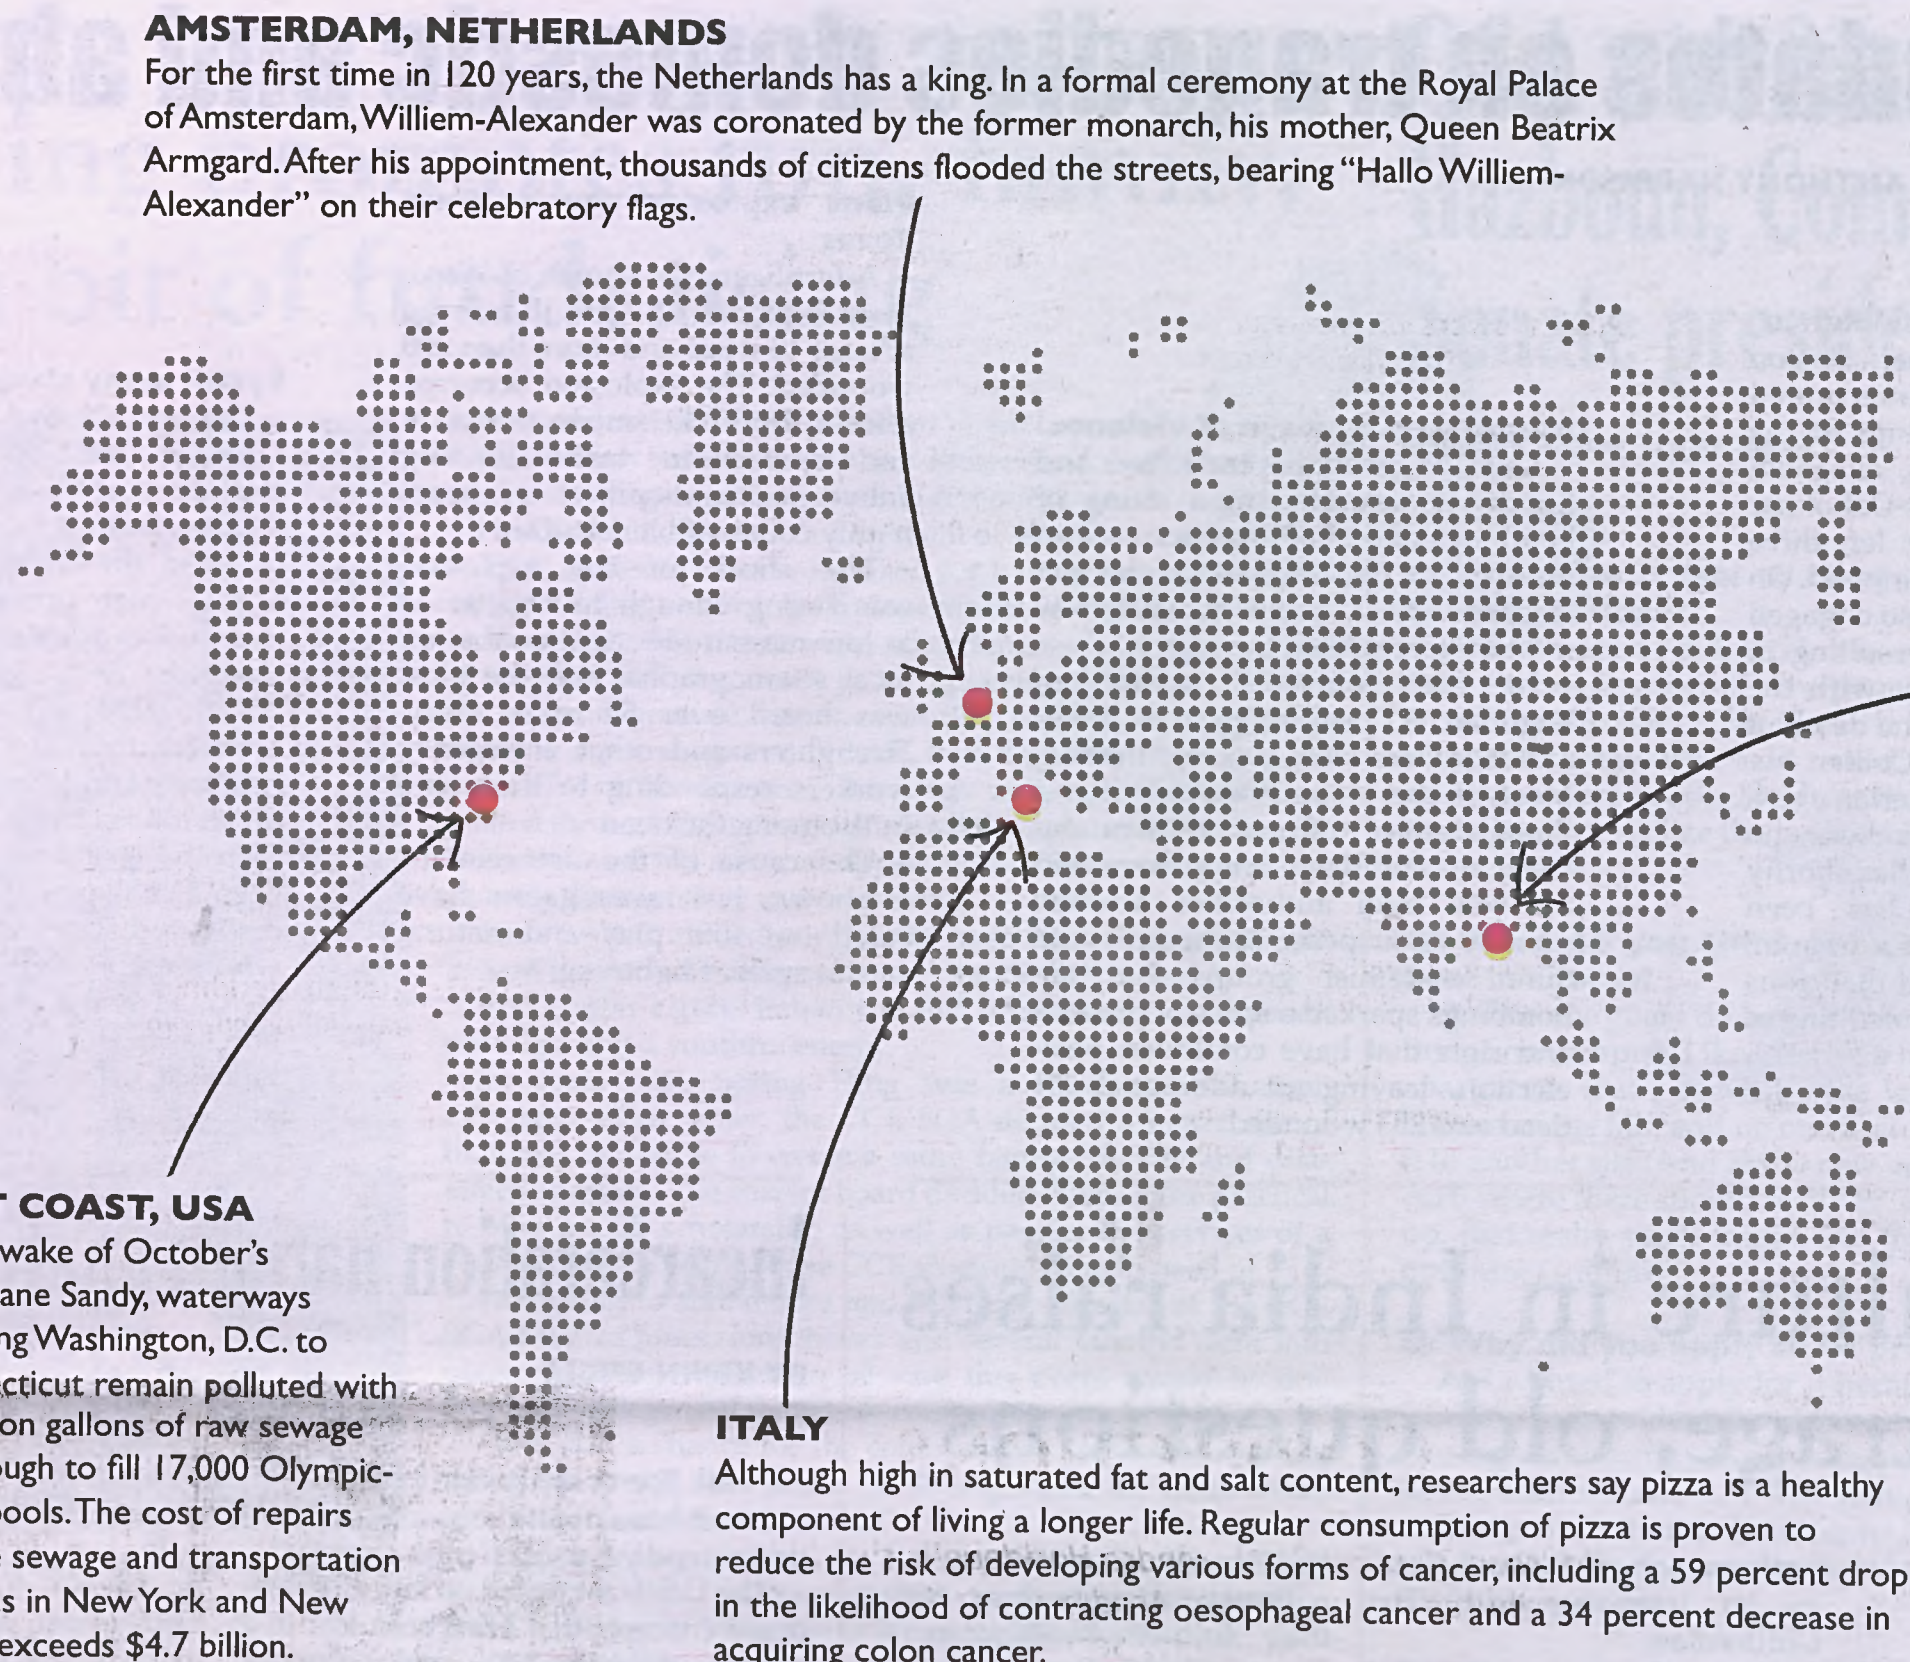 AMSTERDAM, NETHERLANDS
For the first time in 120 years, the Netherlands has a king. In a formal ceremony at the Royal Palace
of Amsterdam, Williem-Alexander was coronated by the former monarch, his mother, Queen Beatrix
Armgard. After his appointment, thousands of citizens flooded the streets, bearing “Hallo Williem-
Alexander” on their celebratory flags.
T COAST, USA
wake of October’s
ane Sandy, waterways
ng Washington, D.C. to
cticut remain polluted with
on gallons of raw sewage
ough to fill 17,000 Olympic-
pools. The cost of repairs
sewage and transportation
s in New York and New
exceeds $4.7 billion.
ITALY
Although high in saturated fat and salt content, researchers say pizza is a healthy
component of living a longer life. Regular consumption of pizza is proven to
reduce the risk of developing various forms of cancer, including a 59 percent drop
in the likelihood of contracting oesophageal cancer and a 34 percent decrease in
acquiring colon cancer.